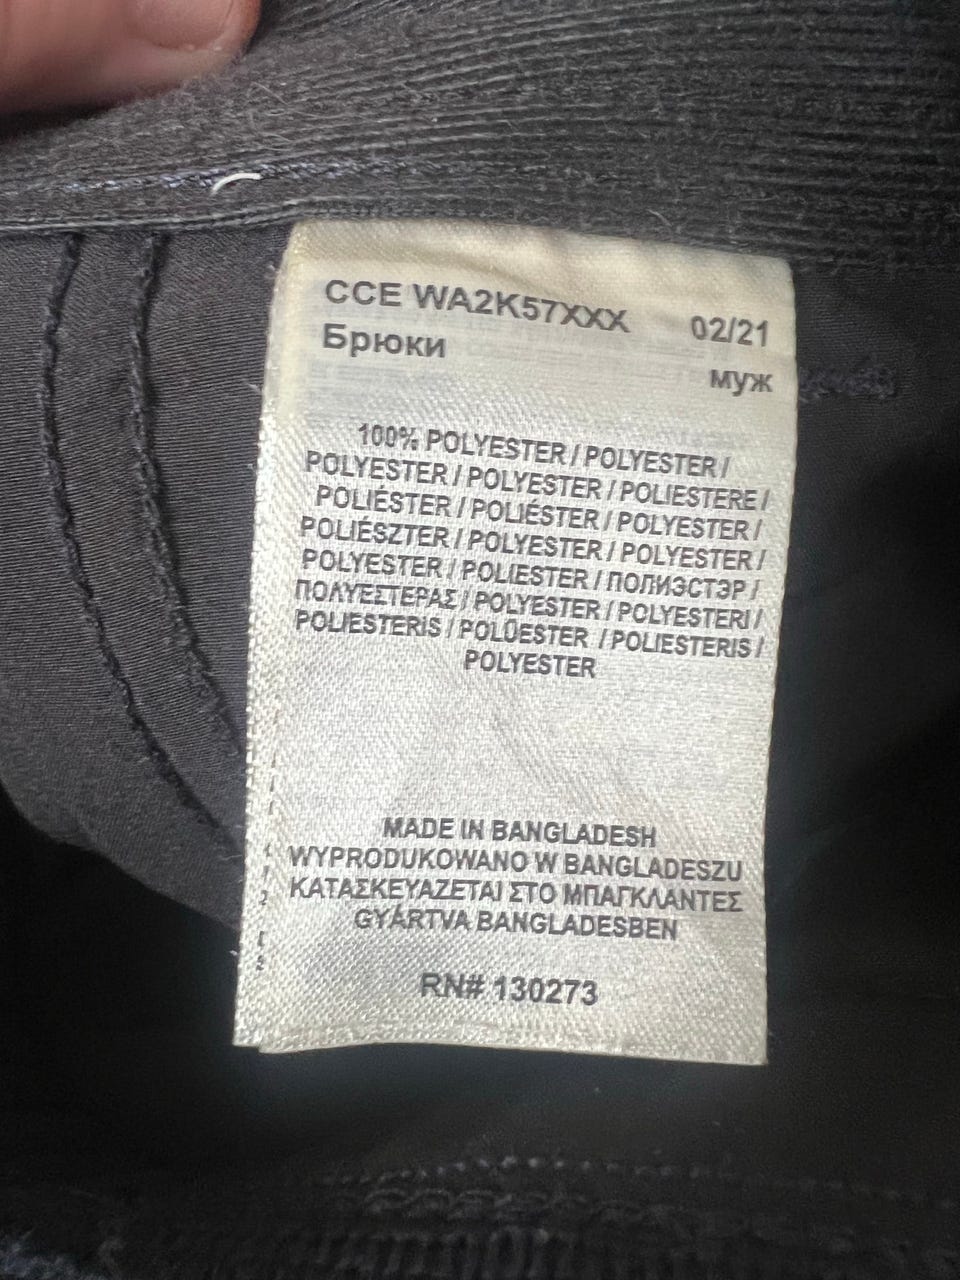 CCE WA2K57XXX 02/21
Брюки
муж
100% POLYESTER / POLYESTER /
POLYESTER / POLYESTER / POLIESTERE /
POLIÉSTER / POLIÉSTER / POLYESTER /
POLIÉSZTER / POLYESTER / POLYESTER /
POLYESTER / POLIESTER / ПОЛИЭСТЭР /
ΠΟΛΥΕΣΤΕΡΑΣ / POLYESTER / POLYESTERI /
POLIESTERIS / POLÜESTER / POLIESTERIS /
POLYESTER
MADE IN BANGLADESH
WYPRODUKOWANO W BANGLADESZU
ΚΑΤΑΣΚΕΥΑΖΕΤΑΙ ΣΤΟ ΜΠΑΓΚΛΑΝΤΕΣ
GYÁRTVA BANGLADESBEN
RN# 130273